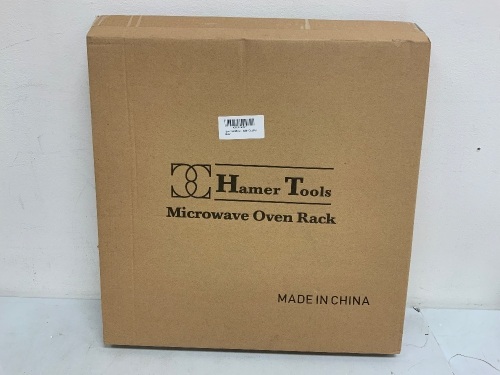 Hamer Tools
Microwave Oven Rack
MADE IN CHINA